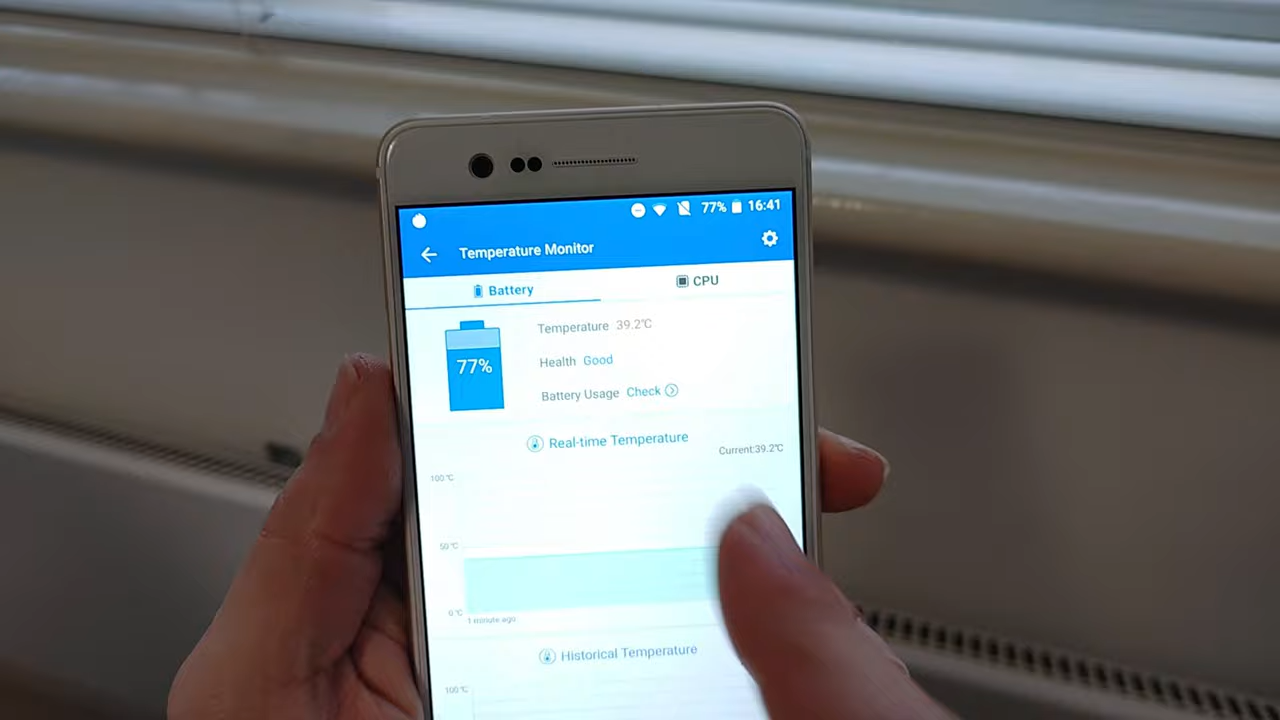 77% 16:41
Temperature Monitor
Battery CPU
77%
Temperature 39.2℃
Health Good
Battery Usage Check
Real-time Temperature
Current:39.2℃
100℃
50℃
0℃
1 minute ago
Historical Temperature
100℃